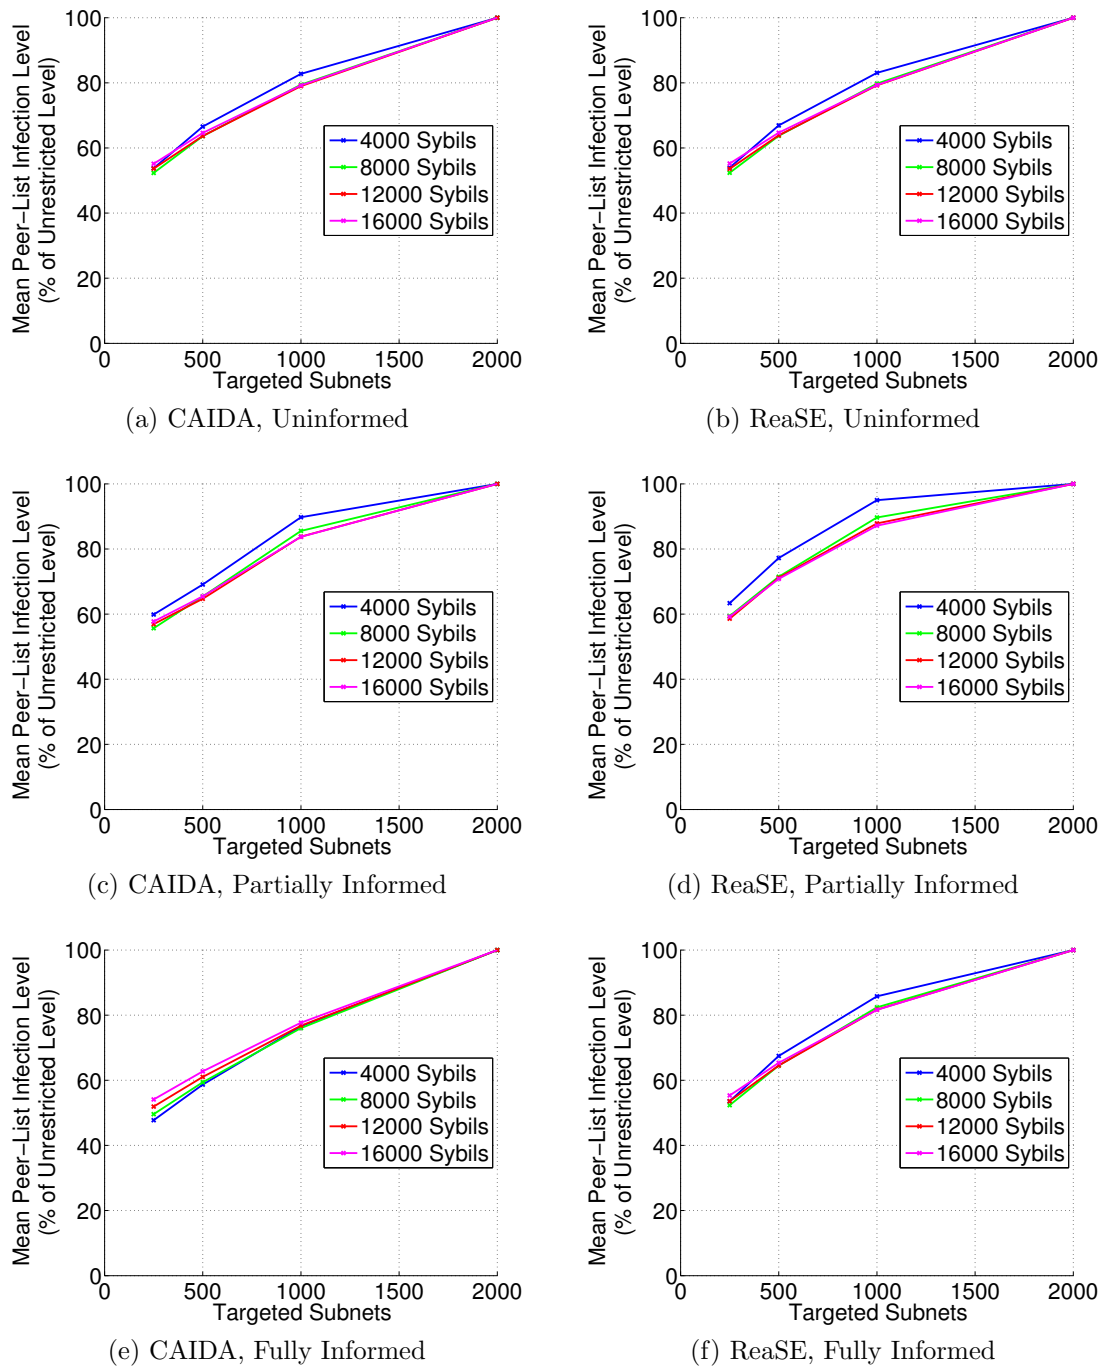 100
80
60
40
20
0
Mean Peer−List Infection Level
(% of Unrestricted Level)
4000 Sybils
8000 Sybils
12000 Sybils
16000 Sybils
0 500 1000 1500 2000
Targeted Subnets
(a) CAIDA, Uninformed
100
80
60
40
20
0
Mean Peer−List Infection Level
(% of Unrestricted Level)
4000 Sybils
8000 Sybils
12000 Sybils
16000 Sybils
0 500 1000 1500 2000
Targeted Subnets
(b) ReaSE, Uninformed
100
80
60
40
20
0
Mean Peer−List Infection Level
(% of Unrestricted Level)
4000 Sybils
8000 Sybils
12000 Sybils
16000 Sybils
0 500 1000 1500 2000
Targeted Subnets
(c) CAIDA, Partially Informed
100
80
60
40
20
0
Mean Peer−List Infection Level
(% of Unrestricted Level)
4000 Sybils
8000 Sybils
12000 Sybils
16000 Sybils
0 500 1000 1500 2000
Targeted Subnets
(d) ReaSE, Partially Informed
100
80
60
40
20
0
Mean Peer−List Infection Level
(% of Unrestricted Level)
4000 Sybils
8000 Sybils
12000 Sybils
16000 Sybils
0 500 1000 1500 2000
Targeted Subnets
(e) CAIDA, Fully Informed
100
80
60
40
20
0
Mean Peer−List Infection Level
(% of Unrestricted Level)
4000 Sybils
8000 Sybils
12000 Sybils
16000 Sybils
0 500 1000 1500 2000
Targeted Subnets
(f) ReaSE, Fully Informed